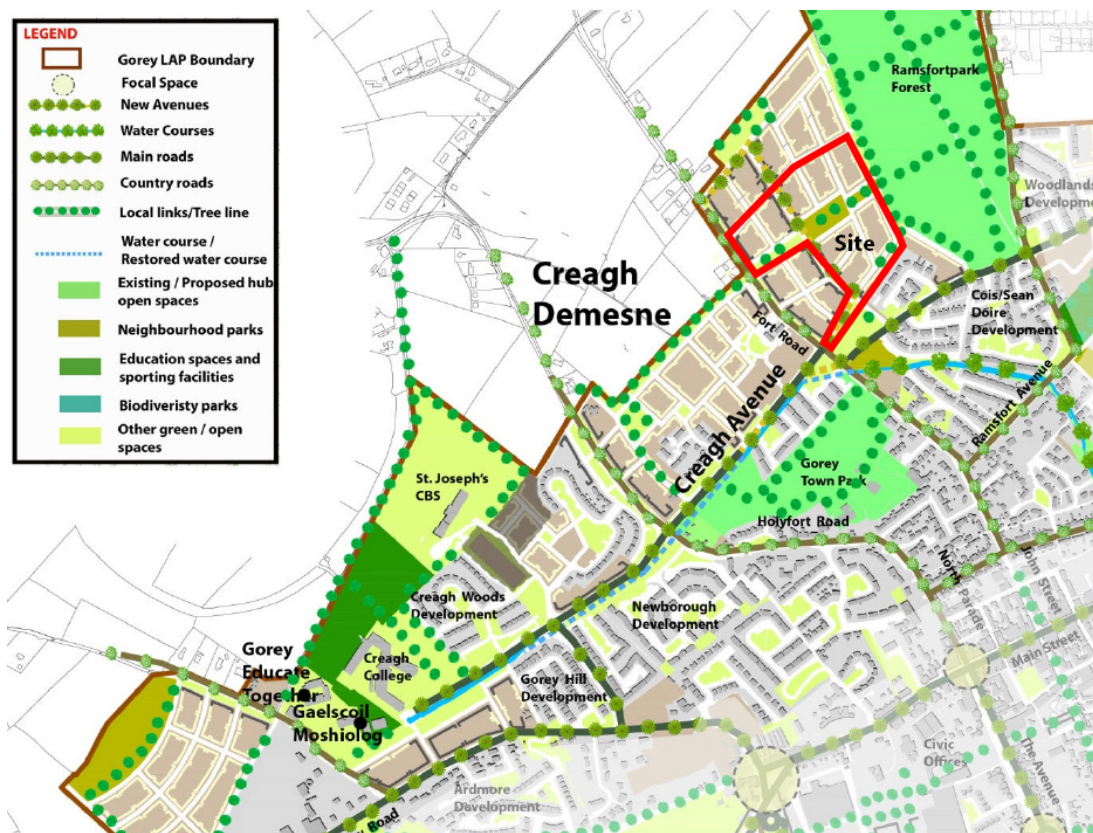 LEGEND
Gorey LAP Boundary
Focal Space
New Avenues
Water Courses
Main roads
Country roads
Local links/Tree line
Water course /
Restored water course
Existing / Proposed hub
open spaces
Neighbourhood parks
Education spaces and
sporting facilities
Biodiveristy parks
Other green / open
spaces
Ramsfortpark
Forest
Woodlands
Development
Site
Creagh
Demesne
Cois/Sean
Doire
Development
Fort Road
Ramsfort Avenue
Creagh Avenue
St. Joseph's
CBS
Gorey
Town Park
Holyfort Road
North Parade
John Street
Main Street
Creagh Woods
Development
Newborough
Development
Gorey
Educate
Together
Creagh
College
Gorey Hill
Development
Gaelscoil
Moshiolog
Civic
Offices
The Avenue
Ardmore
Davelopment
Road